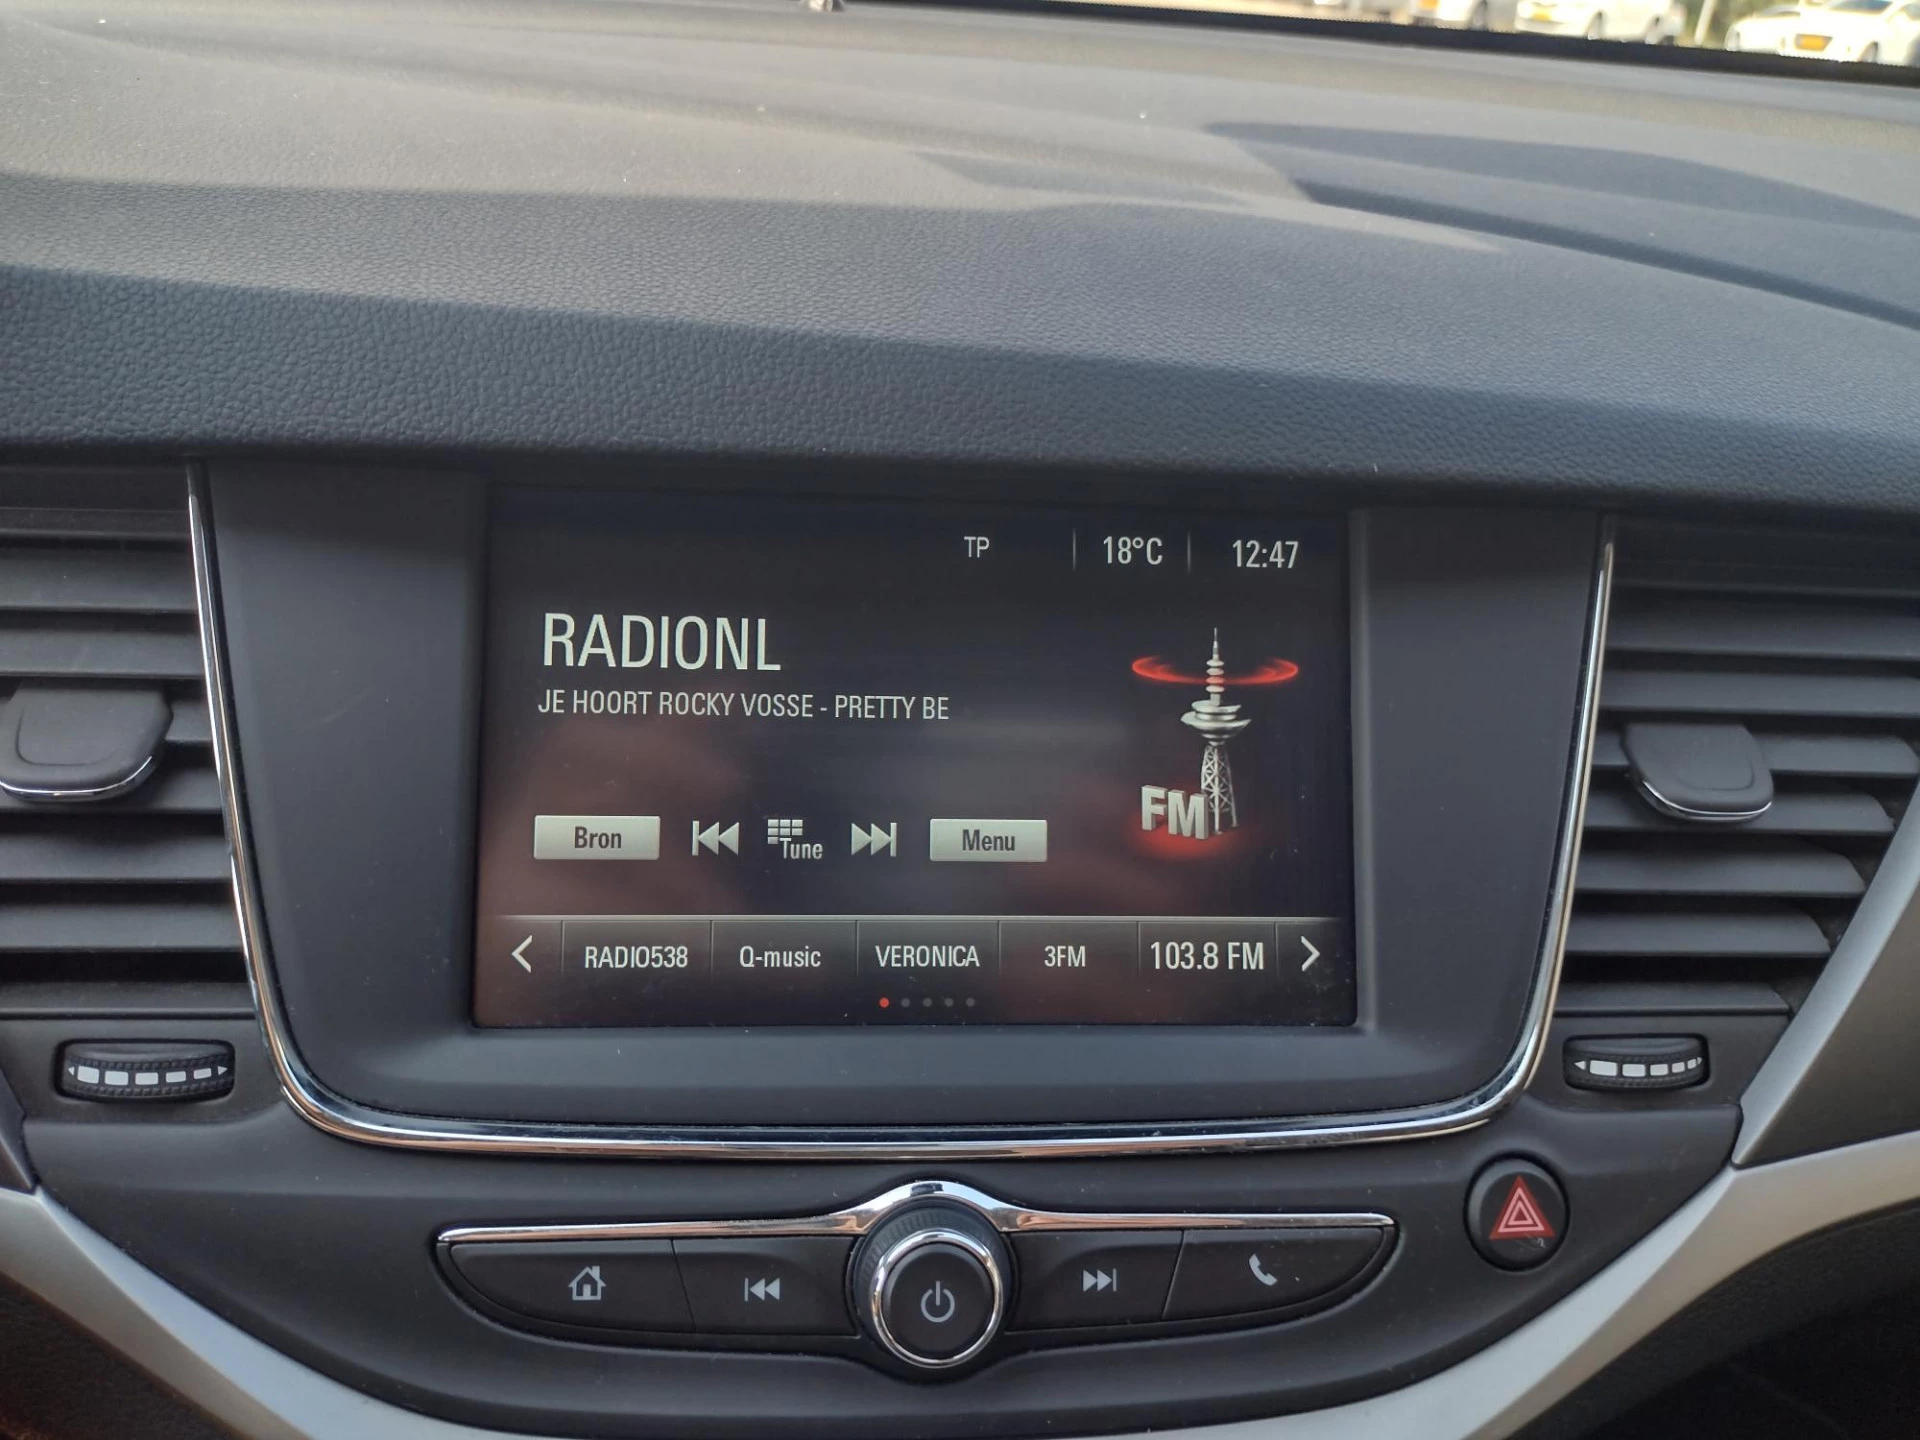 TP 18°C 12:47
RADIONL
JE HOORT ROCKY VOSSE - PRETTY BE
FM
Bron Tune Menu
RADIO538 Q-music VERONICA 3FM 103.8 FM